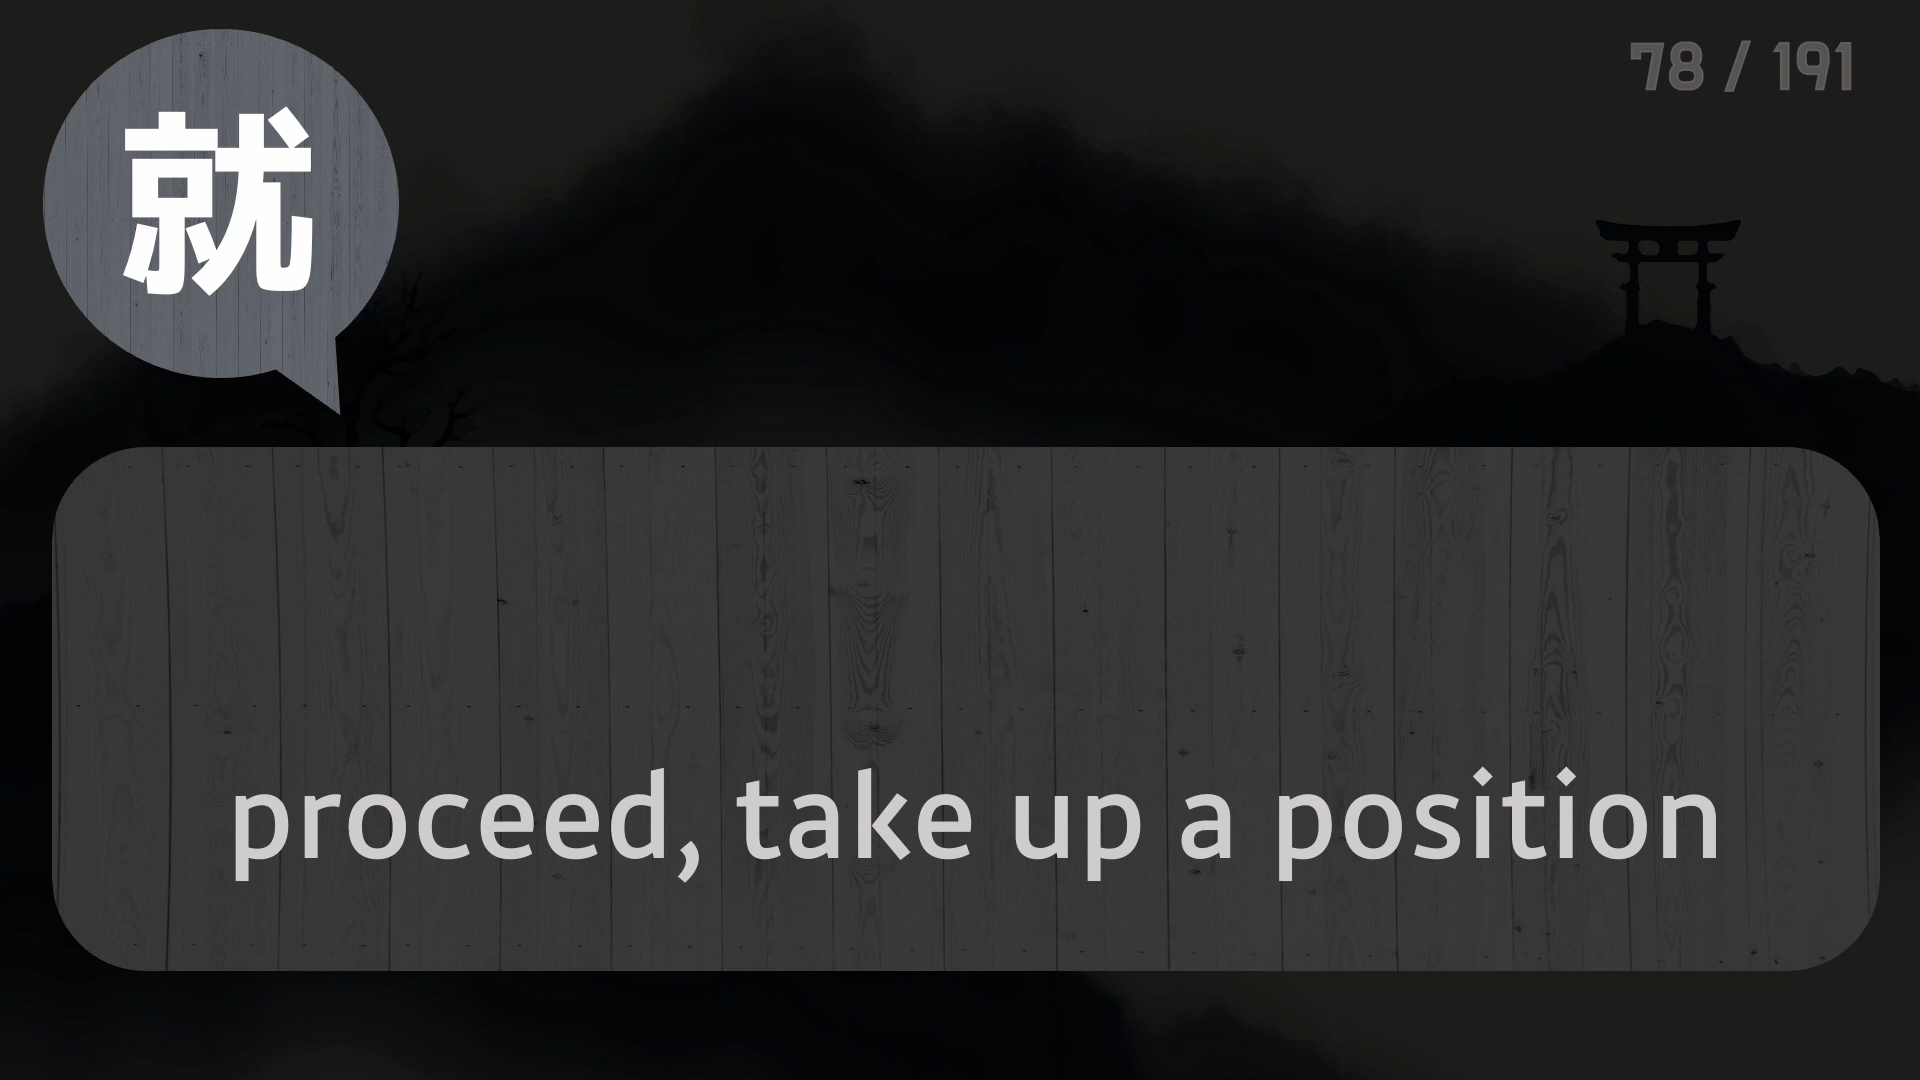 就
78 / 191
proceed, take up a position